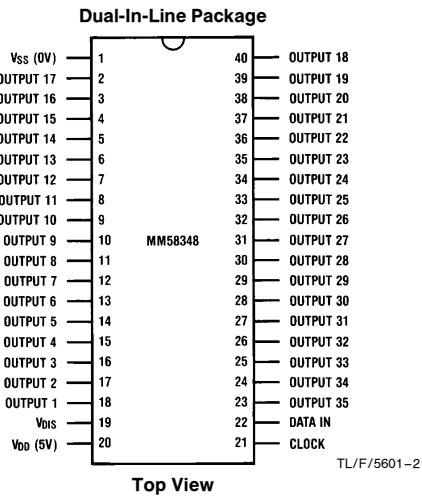 Dual-In-Line Package
VSS (0V) 1 40 OUTPUT 18
OUTPUT 17 2 39 OUTPUT 19
OUTPUT 16 3 38 OUTPUT 20
OUTPUT 15 4 37 OUTPUT 21
OUTPUT 14 5 36 OUTPUT 22
OUTPUT 13 6 35 OUTPUT 23
OUTPUT 12 7 34 OUTPUT 24
OUTPUT 11 8 33 OUTPUT 25
OUTPUT 10 9 32 OUTPUT 26
OUTPUT 9 10 MM58348 31 OUTPUT 27
OUTPUT 8 11 30 OUTPUT 28
OUTPUT 7 12 29 OUTPUT 29
OUTPUT 6 13 28 OUTPUT 30
OUTPUT 5 14 27 OUTPUT 31
OUTPUT 4 15 26 OUTPUT 32
OUTPUT 3 16 25 OUTPUT 33
OUTPUT 2 17 24 OUTPUT 34
OUTPUT 1 18 23 OUTPUT 35
VDIS 19 22 DATA IN
VDD (5V) 20 21 CLOCK
TL/F/5601–2
Top View